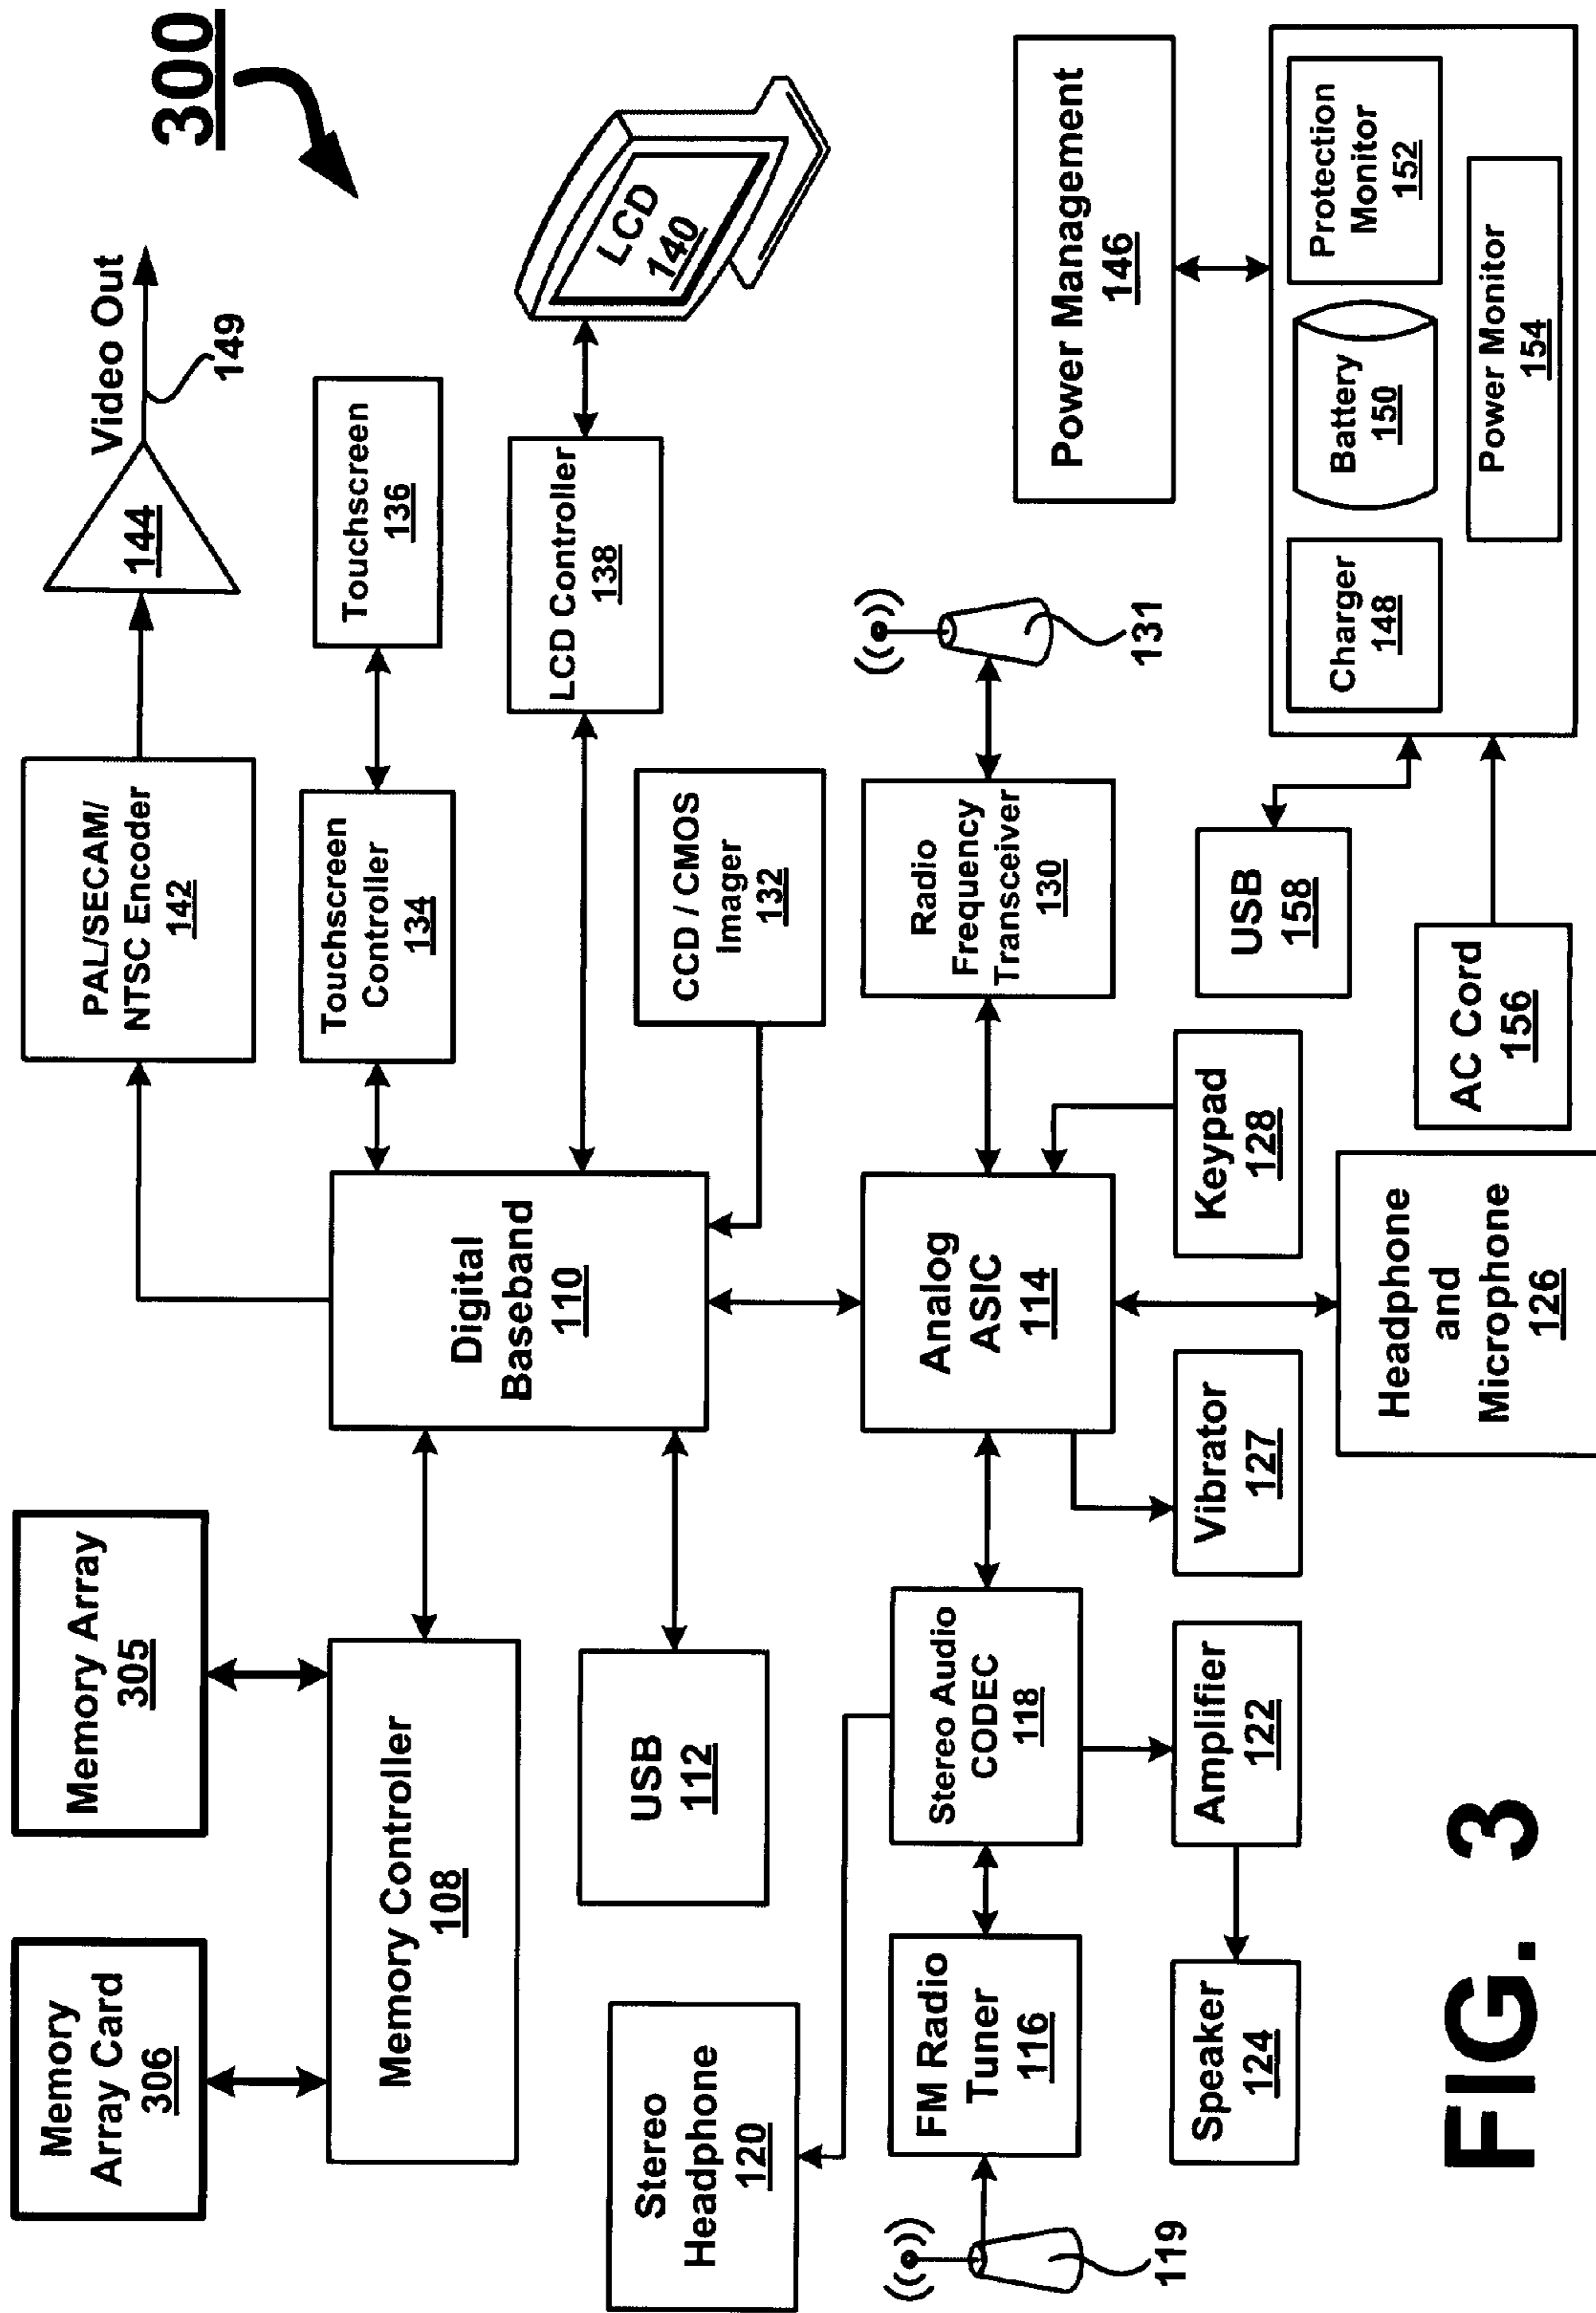 300
Memory
Array Card
306
Memory Array
305
PAL/SECAM/
NTSC Encoder
142
144
Video Out
149
Memory Controller
108
Touchscreen
Controller
134
Touchscreen
136
Digital
Baseband
110
LCD Controller
138
LCD
140
USB
112
CCD / CMOS
Imager
132
Stereo
Headphone
120
FM Radio
Tuner
116
119
Stereo Audio
CODEC
118
Analog
ASIC
114
Radio
Frequency
Transceiver
130
131
Power Management
146
Speaker
124
Amplifier
122
Vibrator
127
Keypad
128
USB
158
Charger
148
Battery
150
Protection
Monitor
152
Power Monitor
154
Headphone
and
Microphone
126
AC Cord
156
FIG. 3